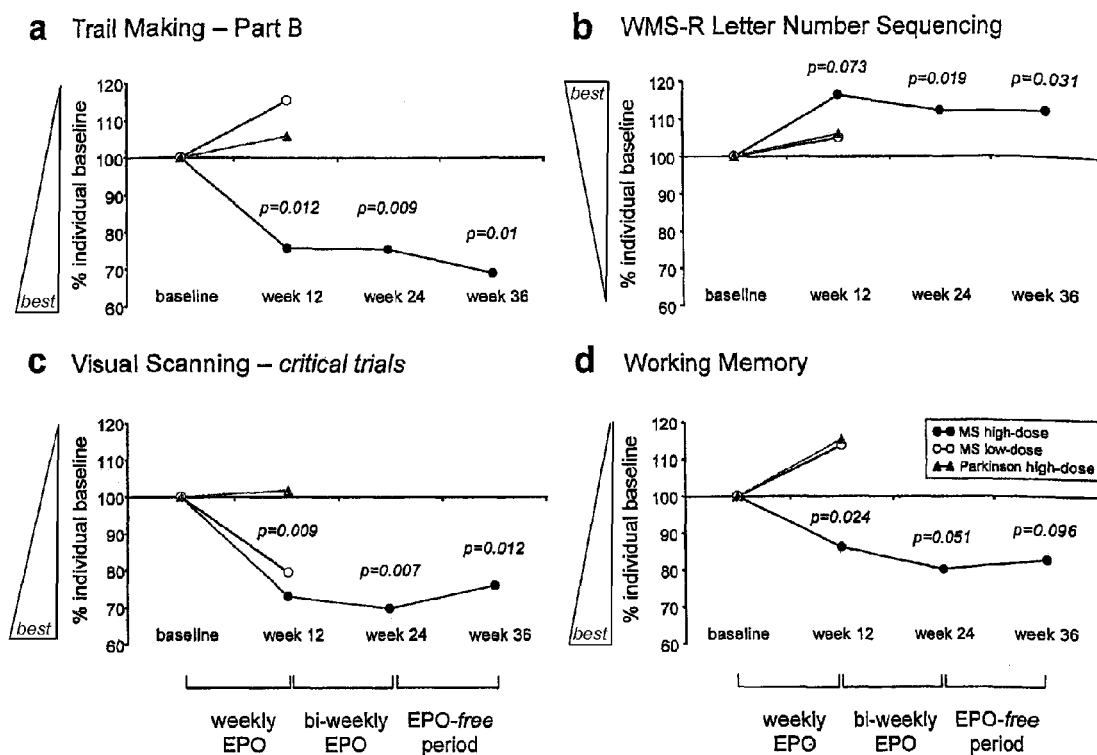 a Trail Making – Part B
120
110
100
90
80
70
60
% individual baseline
best
p=0.012
p=0.009
p=0.01
baseline
week 12
week 24
week 36
b WMS-R Letter Number Sequencing
best
120
110
100
90
80
70
60
% individual baseline
p=0.073
p=0.019
p=0.031
baseline
week 12
week 24
week 36
c Visual Scanning – critical trials
120
110
100
90
80
70
60
% individual baseline
best
p=0.009
p=0.007
p=0.012
baseline
week 12
week 24
week 36
weekly
EPO
bi-weekly
EPO
EPO-free
period
d Working Memory
120
110
100
90
80
70
60
% individual baseline
best
MS high-dose
MS low-dose
Parkinson high-dose
p=0.024
p=0.051
p=0.096
baseline
week 12
week 24
week 36
weekly
EPO
bi-weekly
EPO
EPO-free
period